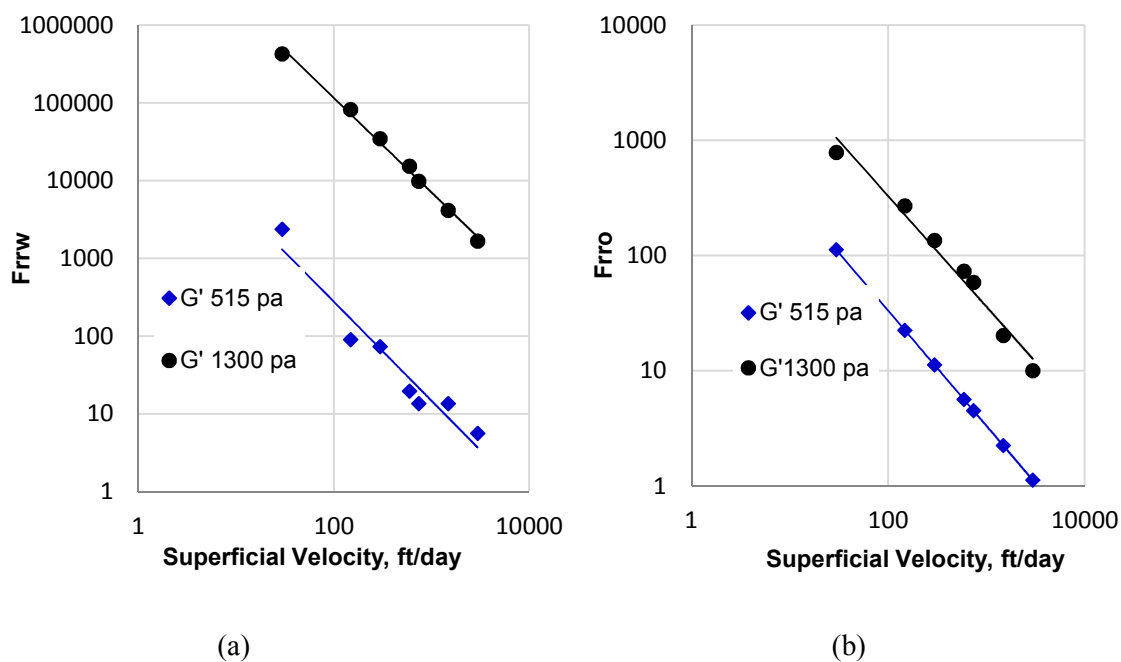 1000000
100000
10000
1000
100
10
1
Frrw
G' 515 pa
G' 1300 pa
1
100
10000
Superficial Velocity, ft/day
(a)
10000
1000
100
10
1
Frro
G' 515 pa
G'1300 pa
1
100
10000
Superficial Velocity, ft/day
(b)